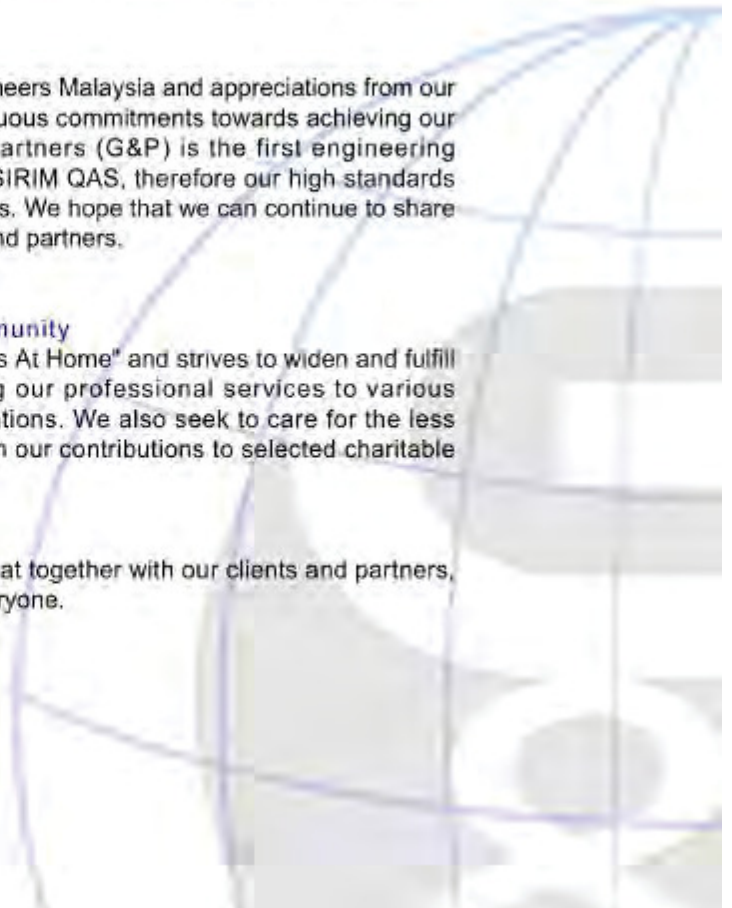 neers Malaysia and appreciations from our
uous commitments towards achieving our
artners (G&P) is the first engineering
SIRIM QAS, therefore our high standards
s. We hope that we can continue to share
nd partners.
munity
s At Home" and strives to widen and fulfill
g our professional services to various
tions. We also seek to care for the less
n our contributions to selected charitable
at together with our clients and partners,
ryone.